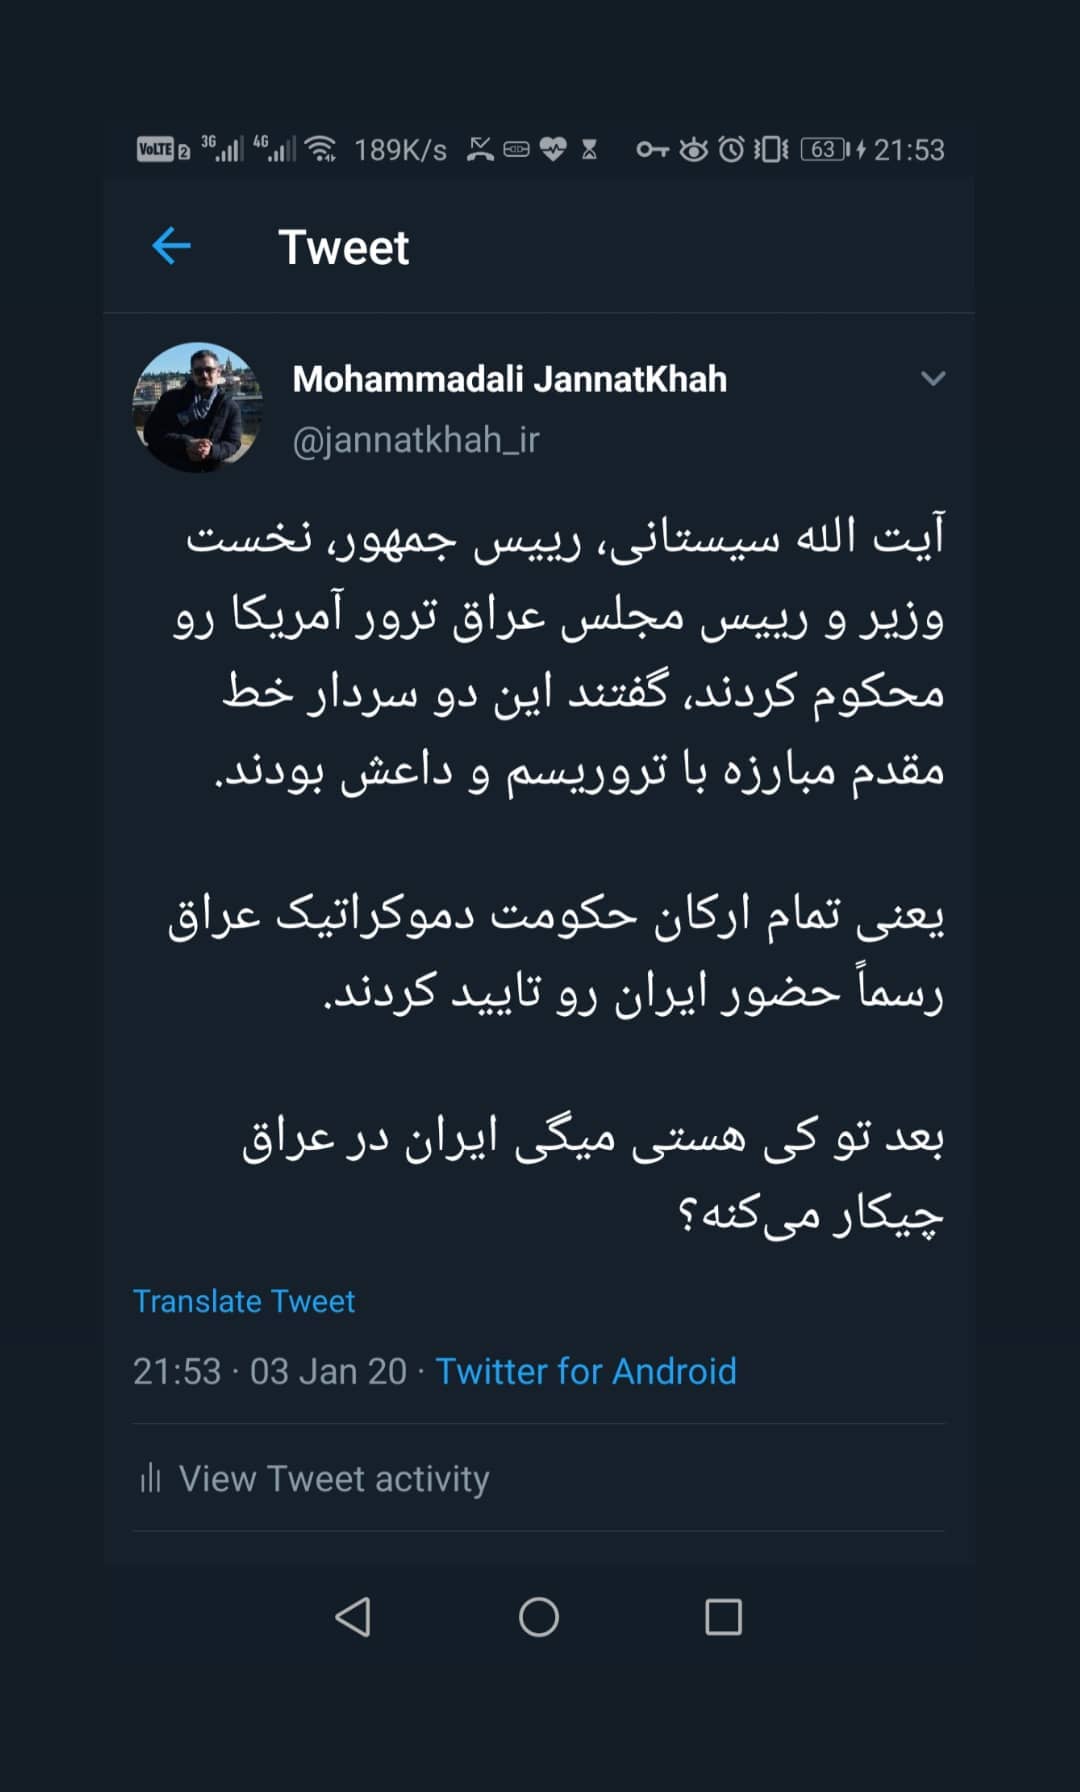 VoLTE 2 3G 4G 189K/s 63 21:53
Tweet
Mohammadali JannatKhah
@jannatkhah_ir
آیت الله سیستانی، رییس جمهور، نخست
وزیر و رییس مجلس عراق ترور آمریکا رو
محکوم کردند، گفتند این دو سردار خط
مقدم مبارزه با تروریسم و داعش بودند.
یعنی تمام ارکان حکومت دموکراتیک عراق
رسماً حضور ایران رو تایید کردند.
بعد تو کی هستی میگی ایران در عراق
چیکار می‌کنه؟
Translate Tweet
21:53 · 03 Jan 20 · Twitter for Android
View Tweet activity